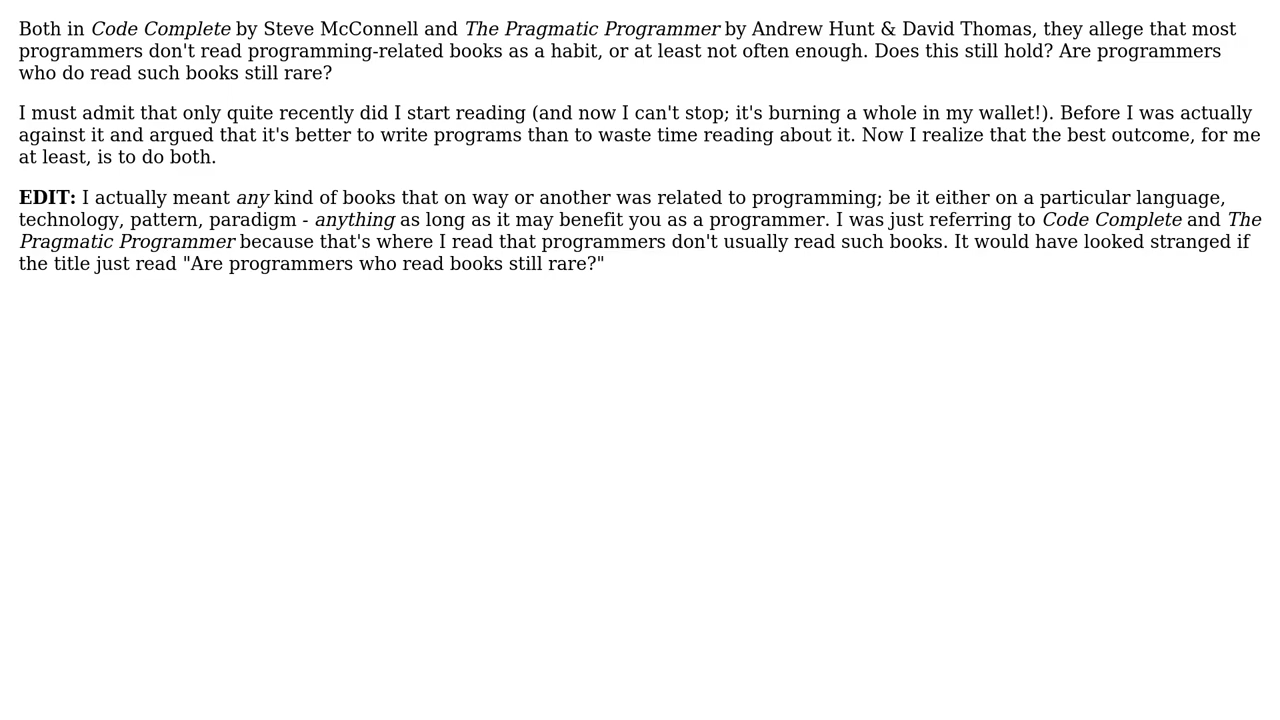 Both in Code Complete by Steve McConnell and The Pragmatic Programmer by Andrew Hunt & David Thomas, they allege that most
programmers don't read programming-related books as a habit, or at least not often enough. Does this still hold? Are programmers
who do read such books still rare?
I must admit that only quite recently did I start reading (and now I can't stop; it's burning a whole in my wallet!). Before I was actually
against it and argued that it's better to write programs than to waste time reading about it. Now I realize that the best outcome, for me
at least, is to do both.
EDIT: I actually meant any kind of books that on way or another was related to programming; be it either on a particular language,
technology, pattern, paradigm - anything as long as it may benefit you as a programmer. I was just referring to Code Complete and The
Pragmatic Programmer because that's where I read that programmers don't usually read such books. It would have looked stranged if
the title just read "Are programmers who read books still rare?"